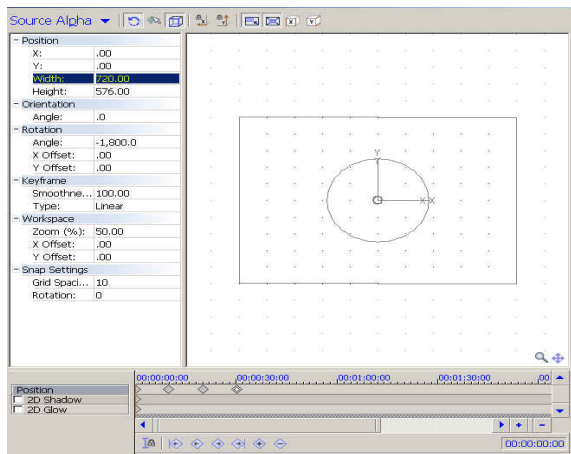 Source Alpha
Position
X: .00
Y: .00
Width: 720.00
Height: 576.00
Orientation
Angle: .0
Rotation
Angle: -1,800.0
X Offset: .00
Y Offset: .00
Keyframe
Smoothne... 100.00
Type: Linear
Workspace
Zoom (%): 50.00
X Offset: .00
Y Offset: .00
Snap Settings
Grid Spaci... 10
Rotation: 0
Y
X X
00:00:00:00 00:00:30:00 00:01:00:00 00:01:30:00 00
Position
2D Shadow
2D Glow
00:00:00:00